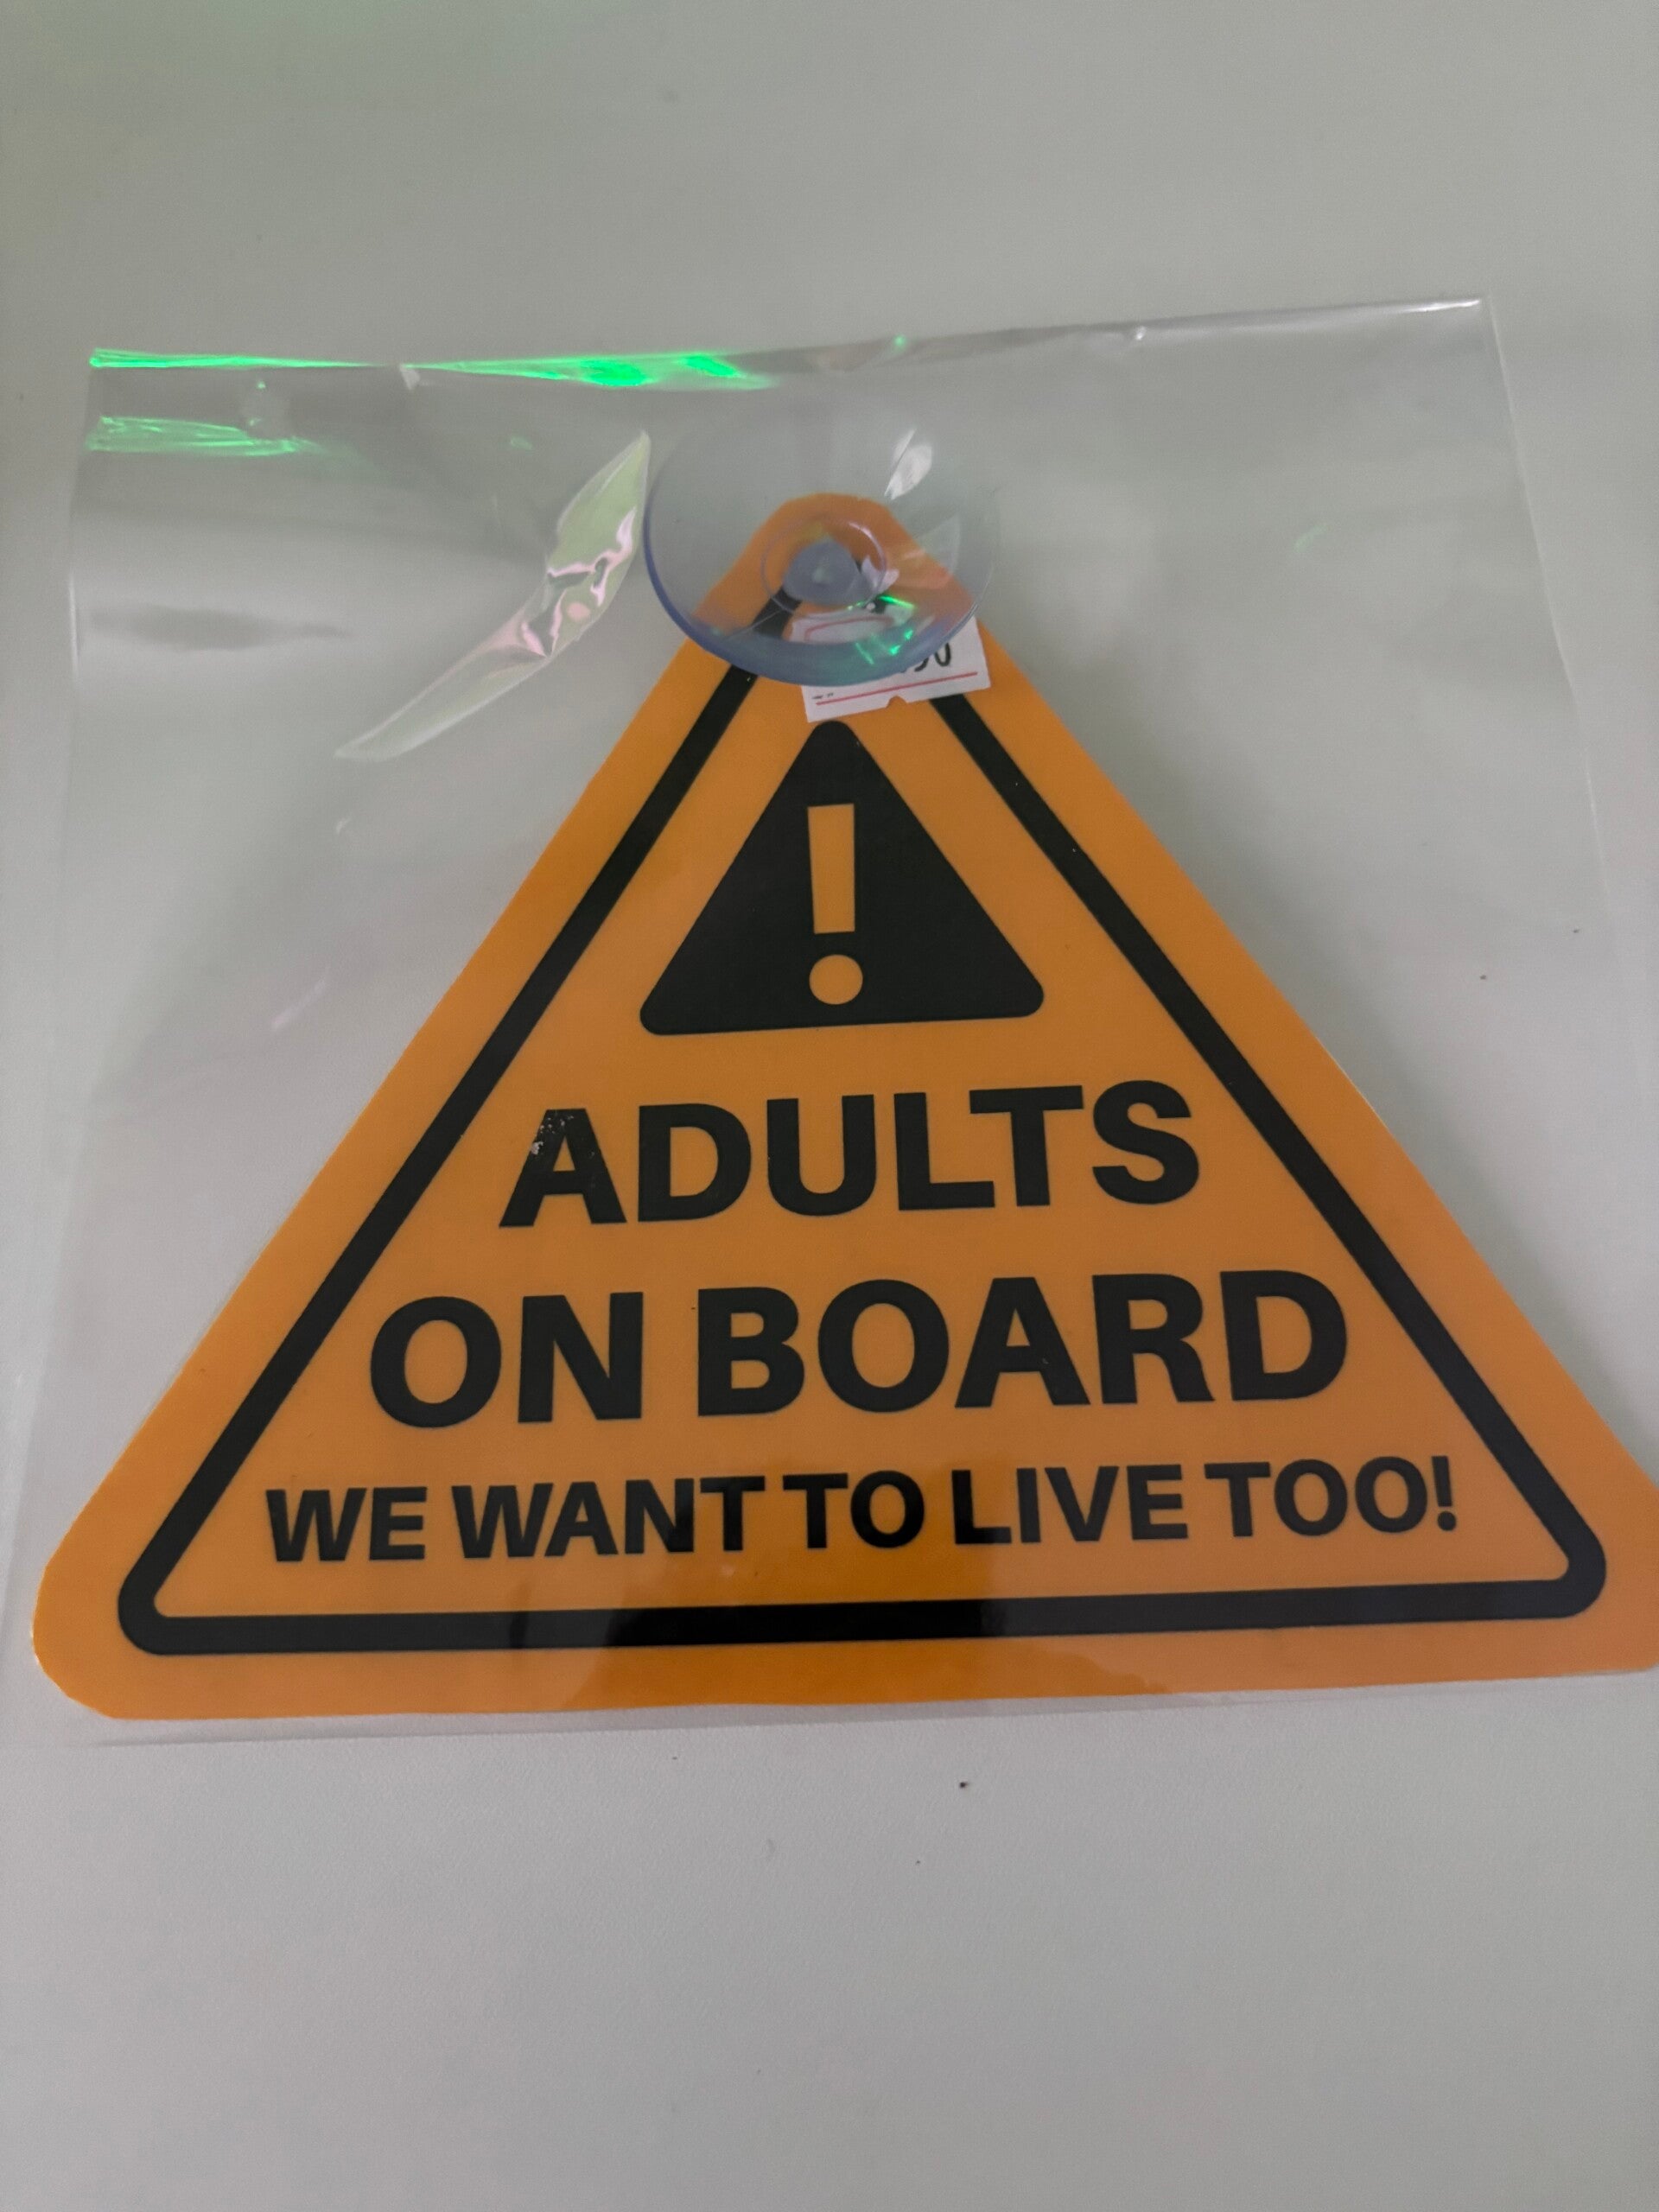 !
ADULTS
ON BOARD
WE WANT TO LIVE TOO!